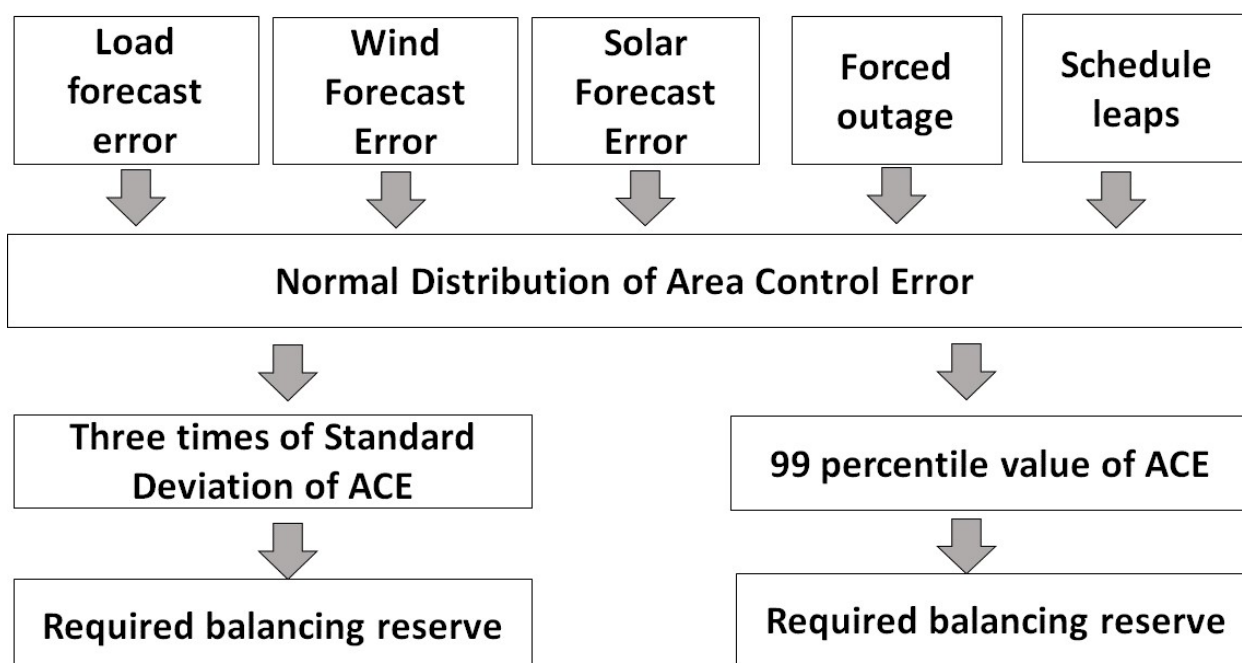 Load
forecast
error
Wind
Forecast
Error
Solar
Forecast
Error
Forced
outage
Schedule
leaps
Normal Distribution of Area Control Error
Three times of Standard
Deviation of ACE
99 percentile value of ACE
Required balancing reserve
Required balancing reserve